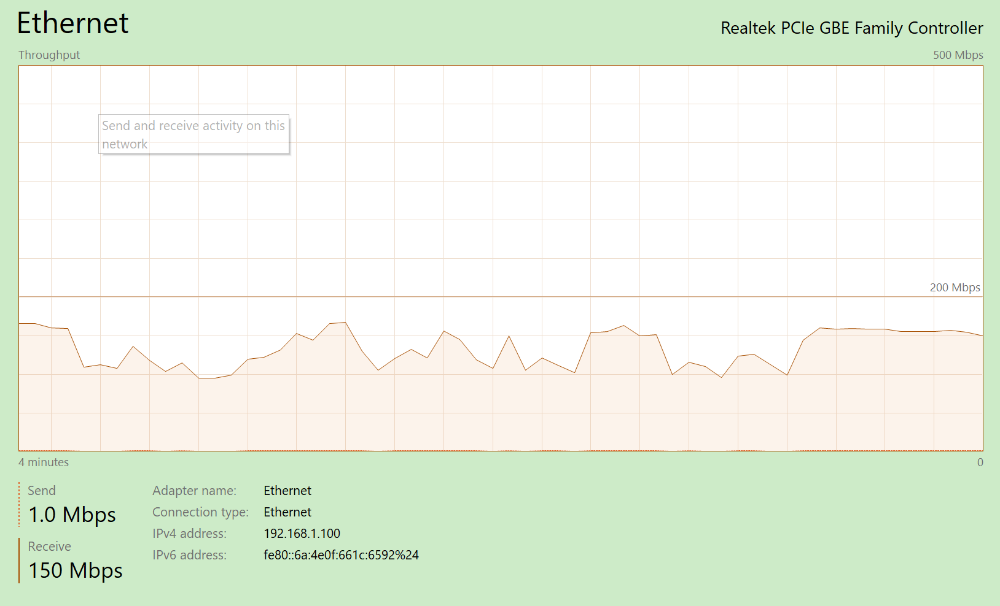 Ethernet
Realtek PCIe GBE Family Controller
Throughput
500 Mbps
Send and receive activity on this
network
200 Mbps
4 minutes
0
Send
1.0 Mbps
Receive
150 Mbps
Adapter name: Ethernet
Connection type: Ethernet
IPv4 address: 192.168.1.100
IPv6 address: fe80::6a:4e0f:661c:6592%24